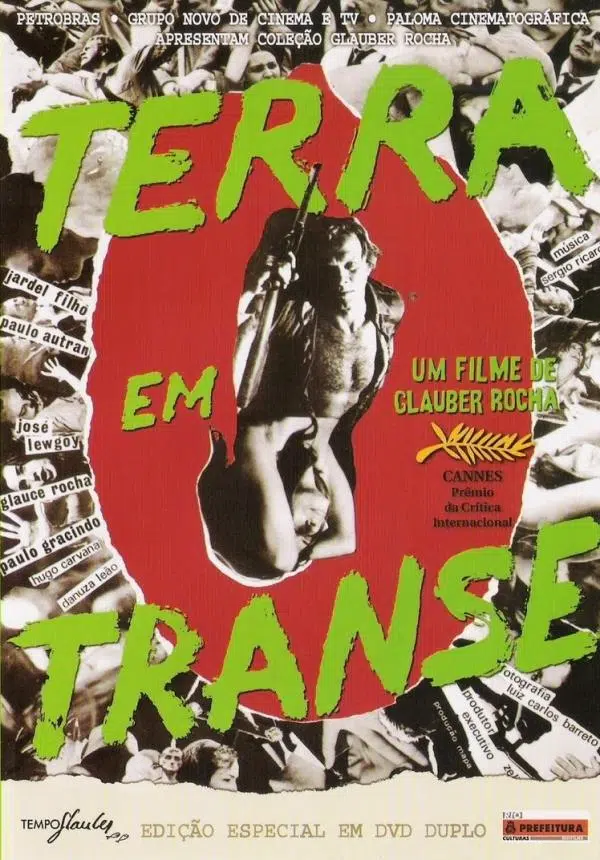 PETROBRAS • GRUPO NOVO DE CINEMA E TV • PALOMA CINEMATOGRÁFICA
APRESENTAM COLEÇÃO GLAUBER ROCHA
TERRA
EM
TRANSE
música
sergio ricardo
jardel filho
paulo autran
josé
lewgoy
glauce rocha
paulo gracindo
hugo carvana
danuza leão
UM FILME DE
GLAUBER ROCHA
CANNES
Prêmio
da Crítica
Internacional
fotografia
luiz carlos barreto
produtor
executivo
produção mapa
TEMPO Glauber
EDIÇÃO ESPECIAL EM DVD DUPLO
RIO
PREFEITURA
CULTURAS